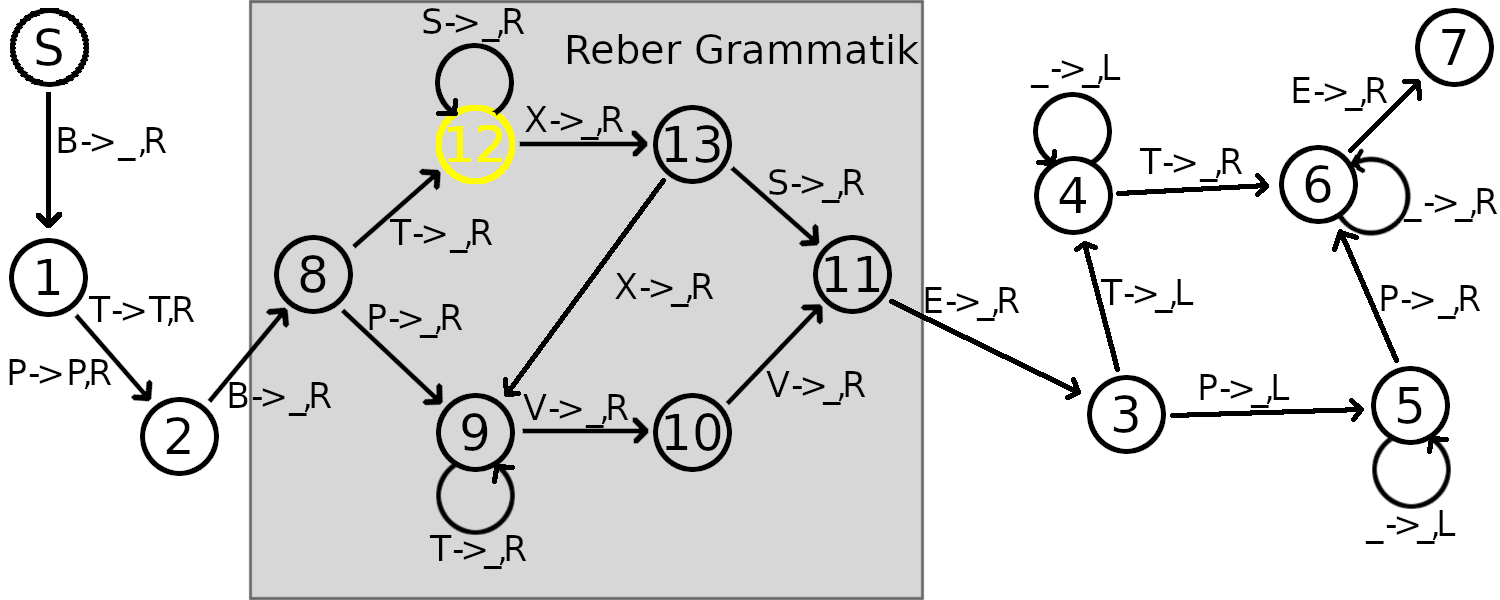 S
S->_,R
Reber Grammatik
7
_->_,L
E->_,R
B->_,R
12
X->_,R
13
T->_,R
S->_,R
4
6
_->_,R
T->_,R
1
8
X->_,R
11
T->T,R
P->_,R
E->_,R
T->_,L
P->_,R
P->P,R
B->_,R
V->_,R
V->_,R
P->_,L
2
9
10
3
5
T->_,R
_->_,L